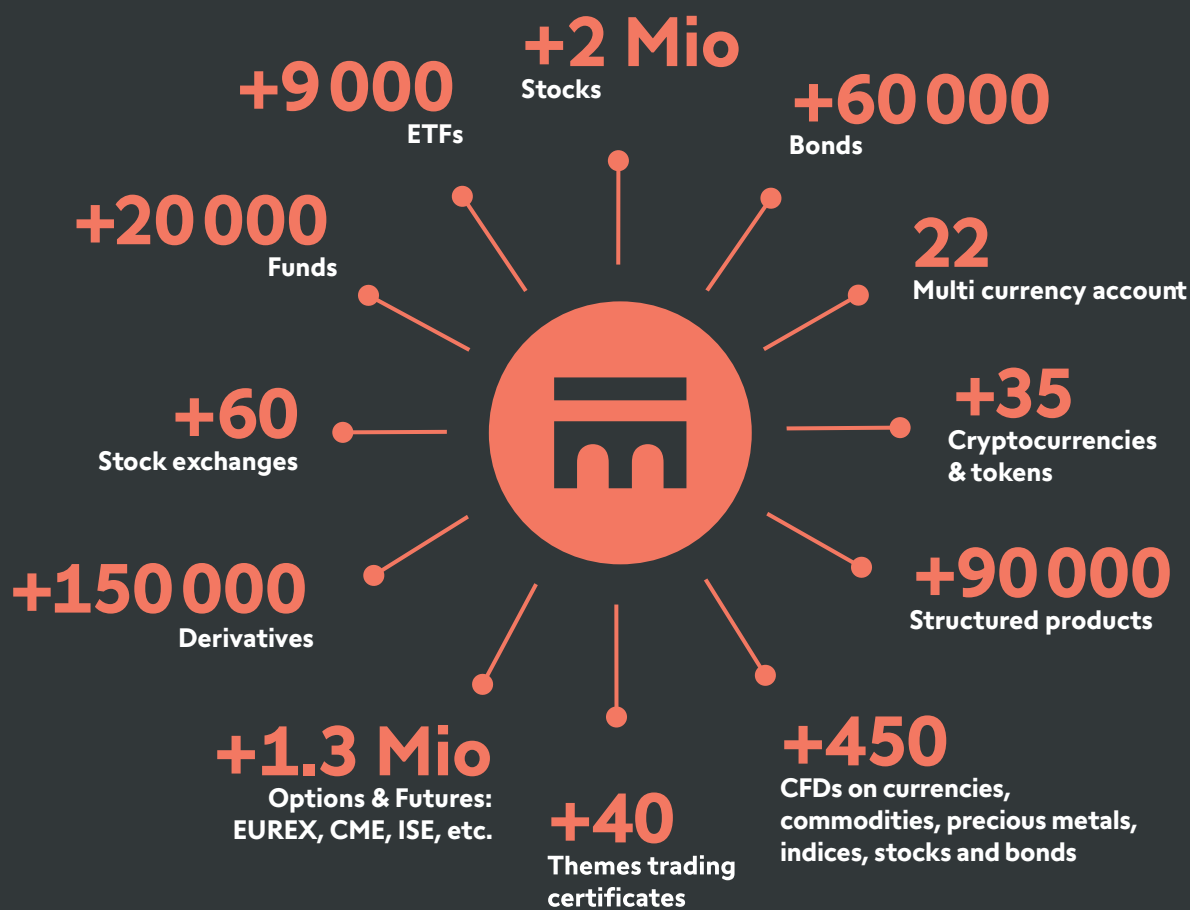 +2 Mio
Stocks
+60 000
Bonds
22
Multi currency account
+35
Cryptocurrencies
& tokens
+90 000
Structured products
+450
CFDs on currencies,
commodities, precious metals,
indices, stocks and bonds
+40
Themes trading
certificates
+1.3 Mio
Options & Futures:
EUREX, CME, ISE, etc.
+150 000
Derivatives
+60
Stock exchanges
+20 000
Funds
+9 000
ETFs